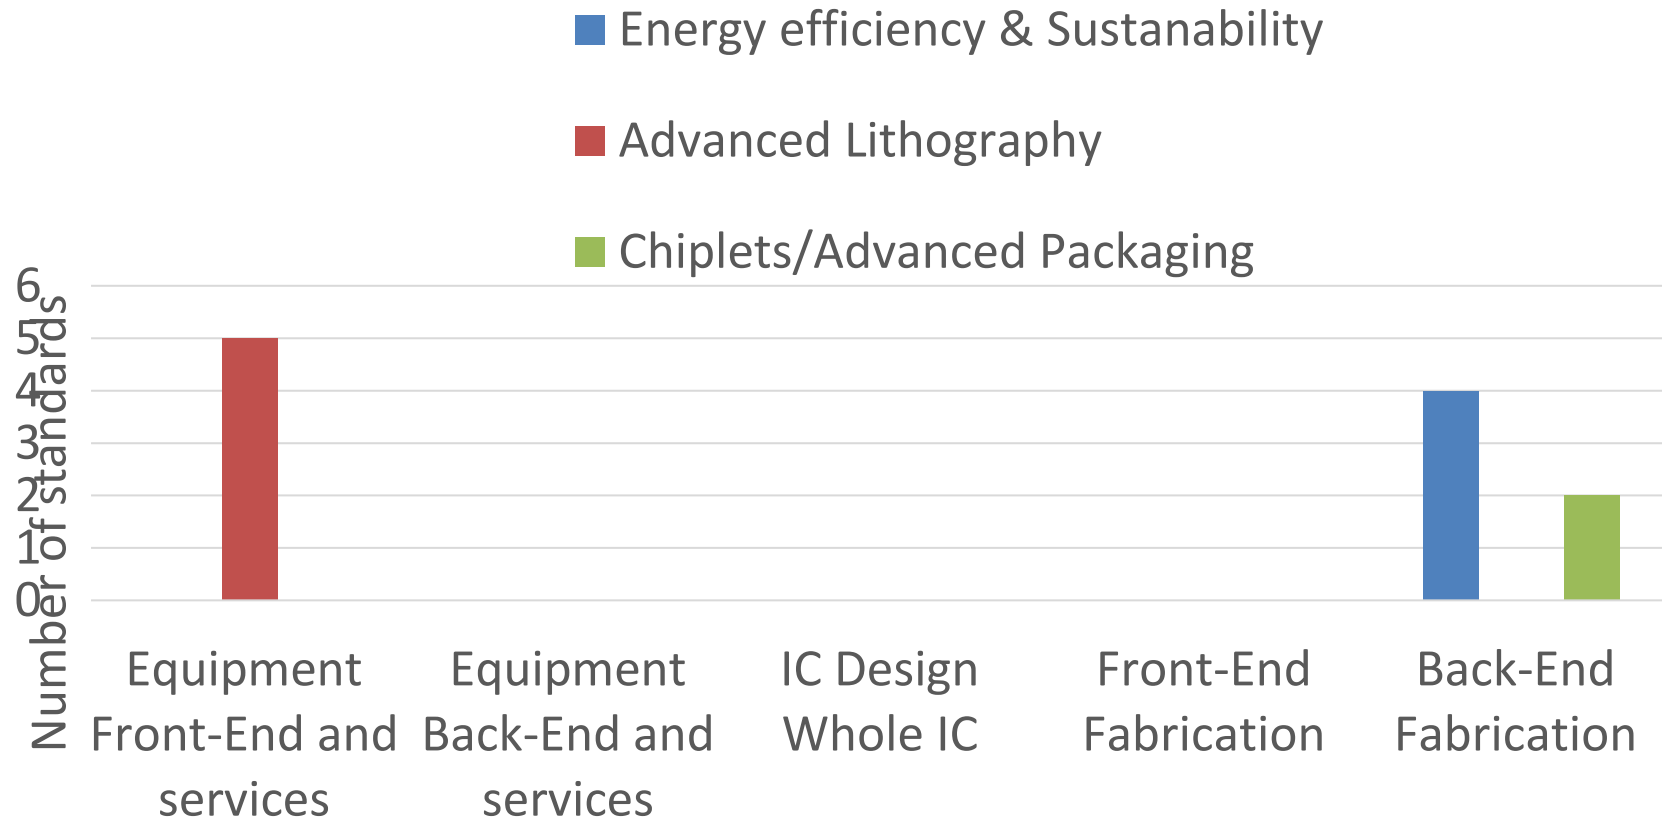 Energy efficiency & Sustanability
Advanced Lithography
Chiplets/Advanced Packaging
6
5
4
3
2
1
0
Number of standards
Equipment
Front-End and
services
Equipment
Back-End and
services
IC Design
Whole IC
Front-End
Fabrication
Back-End
Fabrication